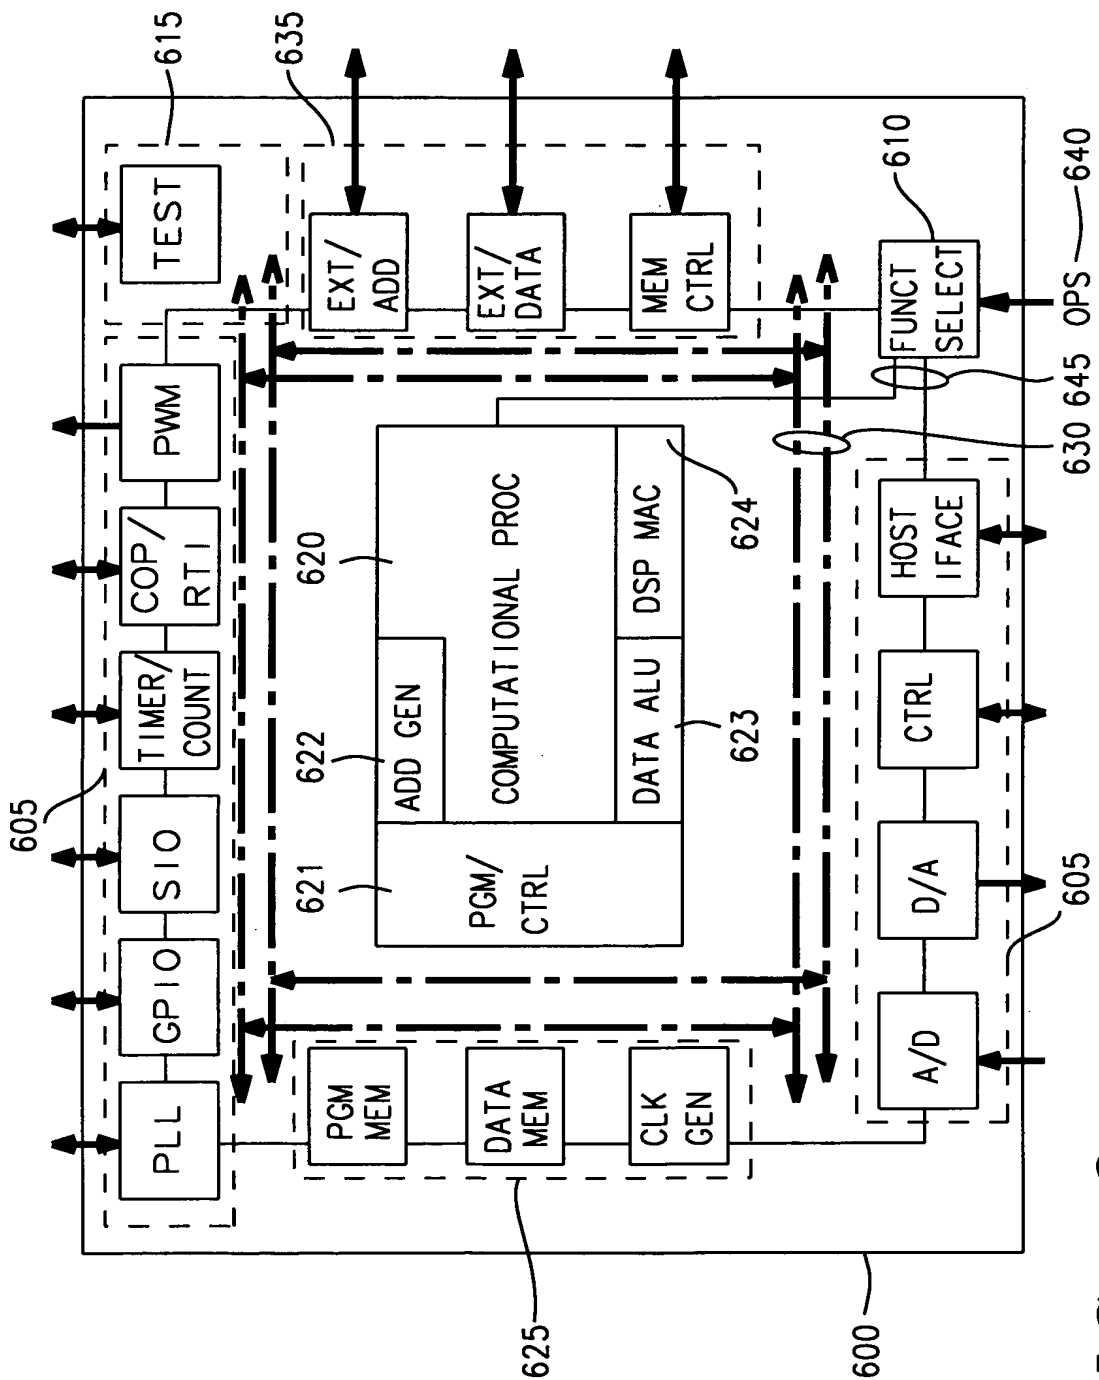 605
615
635
PLL
GPIO
SIO
TIMER/
COUNT
COP/
RTI
PWM
TEST
PGM
MEM
DATA
MEM
CLK
GEN
625
EXT/
ADD
EXT/
DATA
MEM
CTRL
621
622
620
PGM/
CTRL
ADD GEN
COMPUTATIONAL PROC
DATA ALU
DSP MAC
623
624
A/D
D/A
CTRL
HOST
IFACE
FUNCT
SELECT
610
600
605
630
645
OPS
640